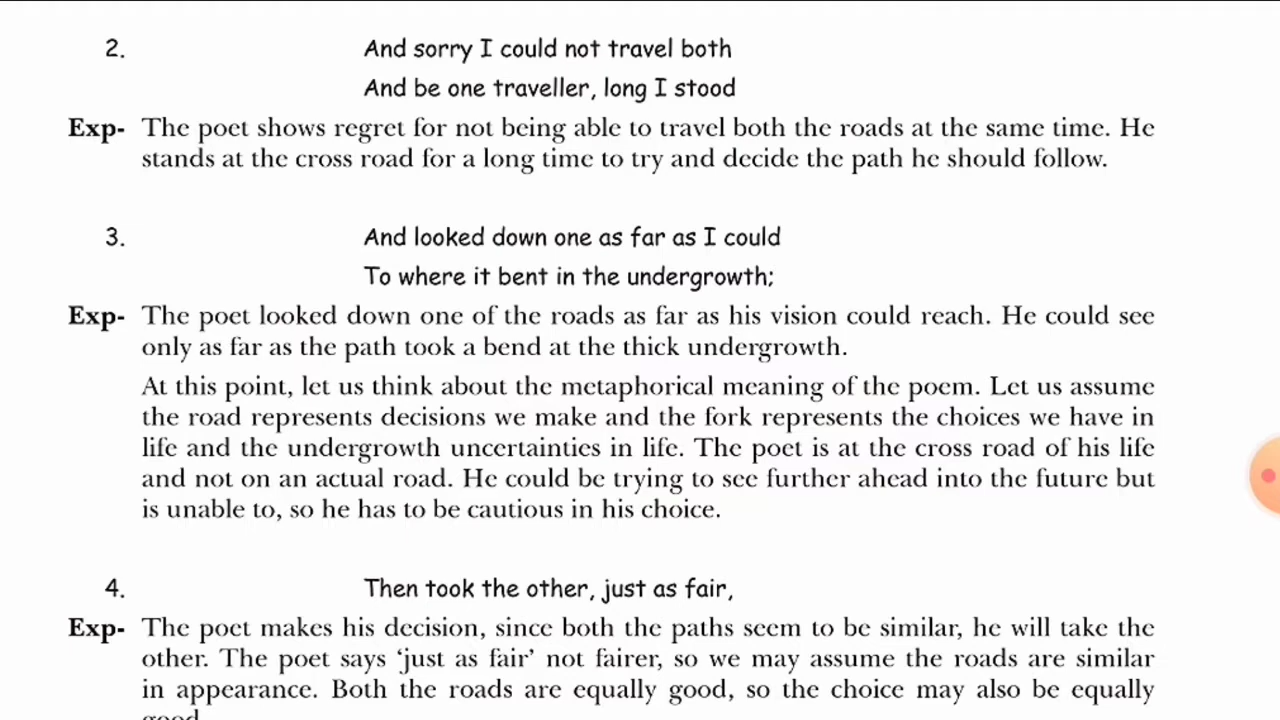 2. And sorry I could not travel both
And be one traveller, long I stood
Exp- The poet shows regret for not being able to travel both the roads at the same time. He
stands at the cross road for a long time to try and decide the path he should follow.
3. And looked down one as far as I could
To where it bent in the undergrowth;
Exp- The poet looked down one of the roads as far as his vision could reach. He could see
only as far as the path took a bend at the thick undergrowth.
At this point, let us think about the metaphorical meaning of the poem. Let us assume
the road represents decisions we make and the fork represents the choices we have in
life and the undergrowth uncertainties in life. The poet is at the cross road of his life
and not on an actual road. He could be trying to see further ahead into the future but
is unable to, so he has to be cautious in his choice.
4. Then took the other, just as fair,
Exp- The poet makes his decision, since both the paths seem to be similar, he will take the
other. The poet says ‘just as fair’ not fairer, so we may assume the roads are similar
in appearance. Both the roads are equally good, so the choice may also be equally
good.